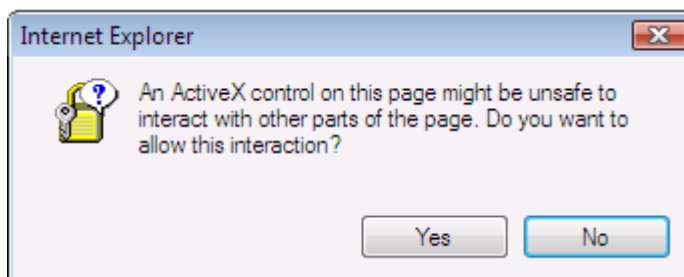 Internet Explorer
An ActiveX control on this page might be unsafe to
interact with other parts of the page. Do you want to
allow this interaction?
Yes No